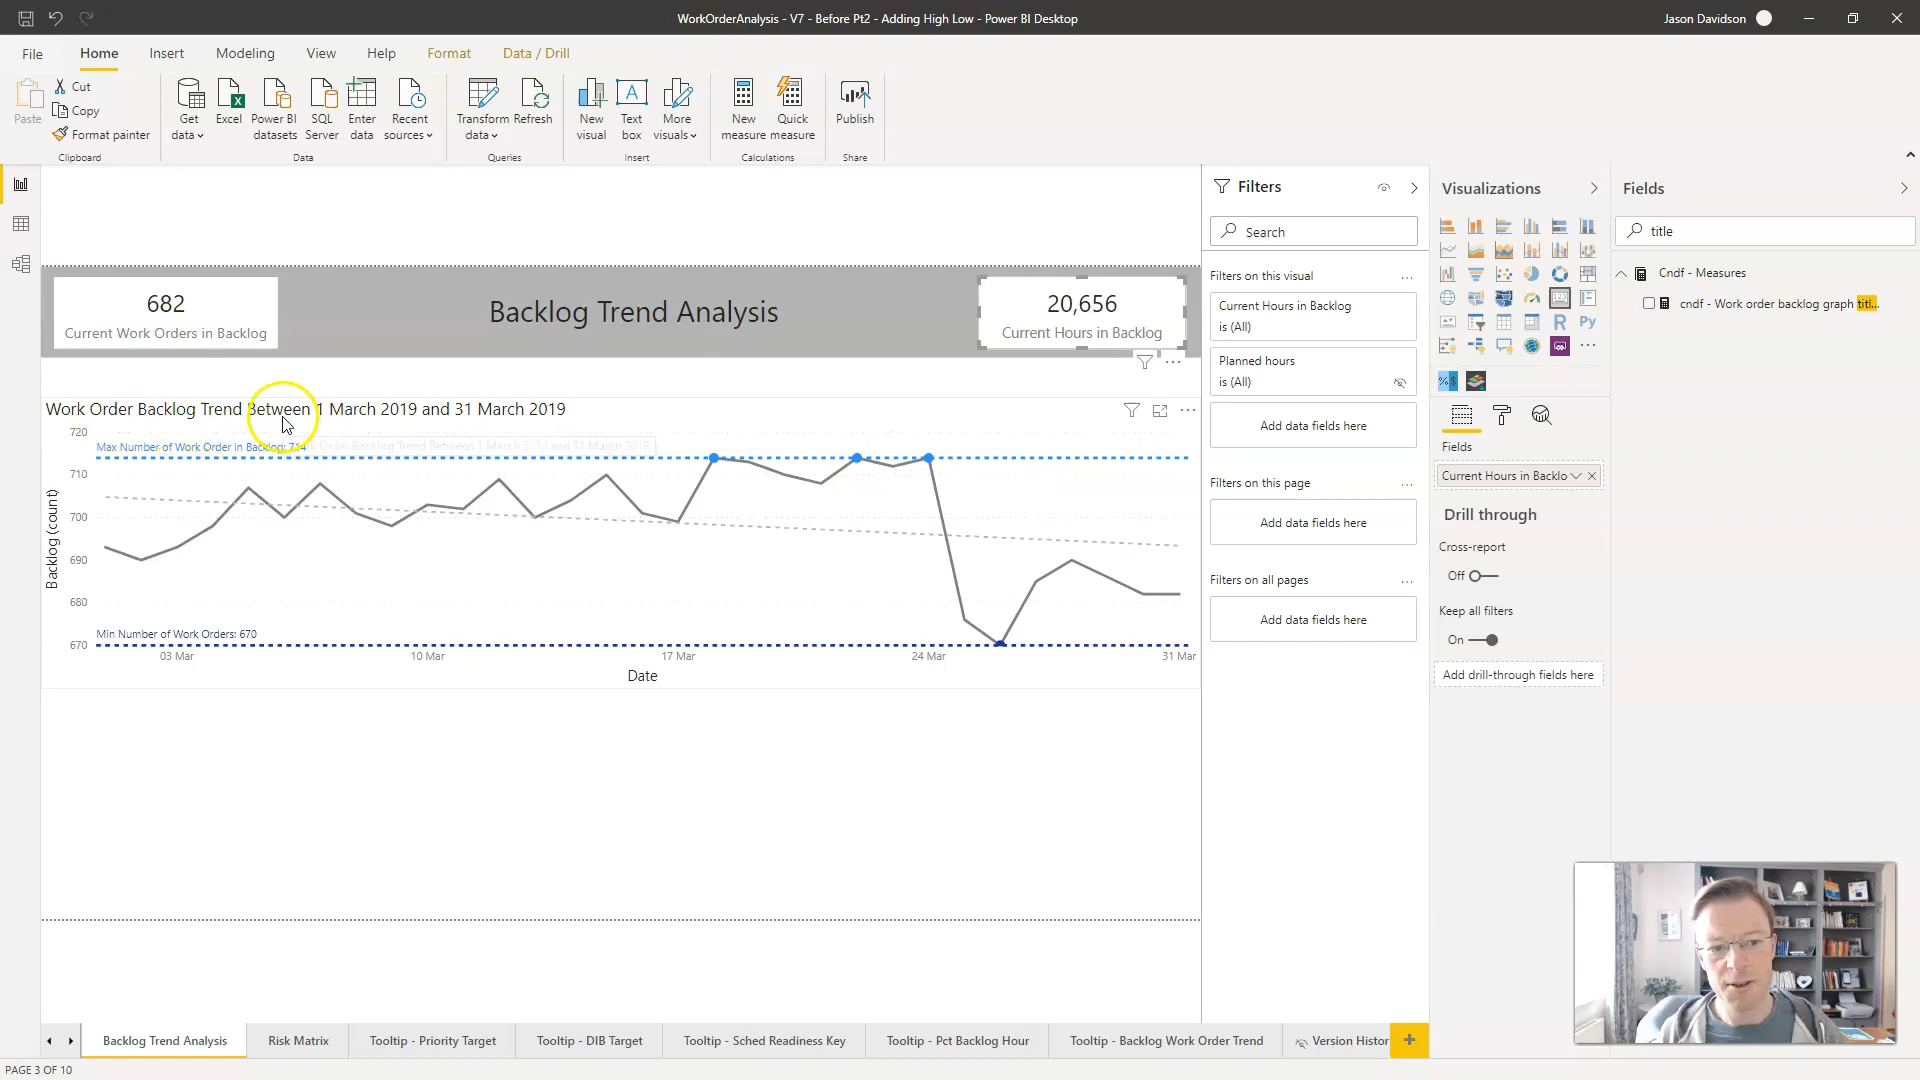 WorkOrderAnalysis - V7 - Before Pt2 - Adding High Low - Power BI Desktop
Jason Davidson
File
Home
Insert
Modeling
View
Help
Format
Data / Drill
Paste
Cut
Copy
Format painter
Clipboard
Get data
Excel
Power BI datasets
SQL Server
Enter data
Recent sources
Data
Transform data
Refresh
Queries
New visual
Text box
More visuals
Insert
New measure
Quick measure
Calculations
Publish
Share
682
Current Work Orders in Backlog
Backlog Trend Analysis
20,656
Current Hours in Backlog
Work Order Backlog Trend Between 1 March 2019 and 31 March 2019
Max Number of Work Order in Backlog: 714
Backlog Trend Between 1 March 2019 and 31 March 2019
Backlog (count)
720
710
700
690
680
670
Min Number of Work Orders: 670
03 Mar
10 Mar
17 Mar
24 Mar
31 Mar
Date
Filters
Search
Filters on this visual
Current Hours in Backlog
is (All)
Planned hours
is (All)
Add data fields here
Filters on this page
Add data fields here
Filters on all pages
Add data fields here
Visualizations
R
Py
Fields
Current Hours in Backlo
Drill through
Cross-report
Off
Keep all filters
On
Add drill-through fields here
Fields
title
Cndf - Measures
cndf - Work order backlog graph titl...
Backlog Trend Analysis
Risk Matrix
Tooltip - Priority Target
Tooltip - DIB Target
Tooltip - Sched Readiness Key
Tooltip - Pct Backlog Hour
Tooltip - Backlog Work Order Trend
Version Histor
PAGE 3 OF 10